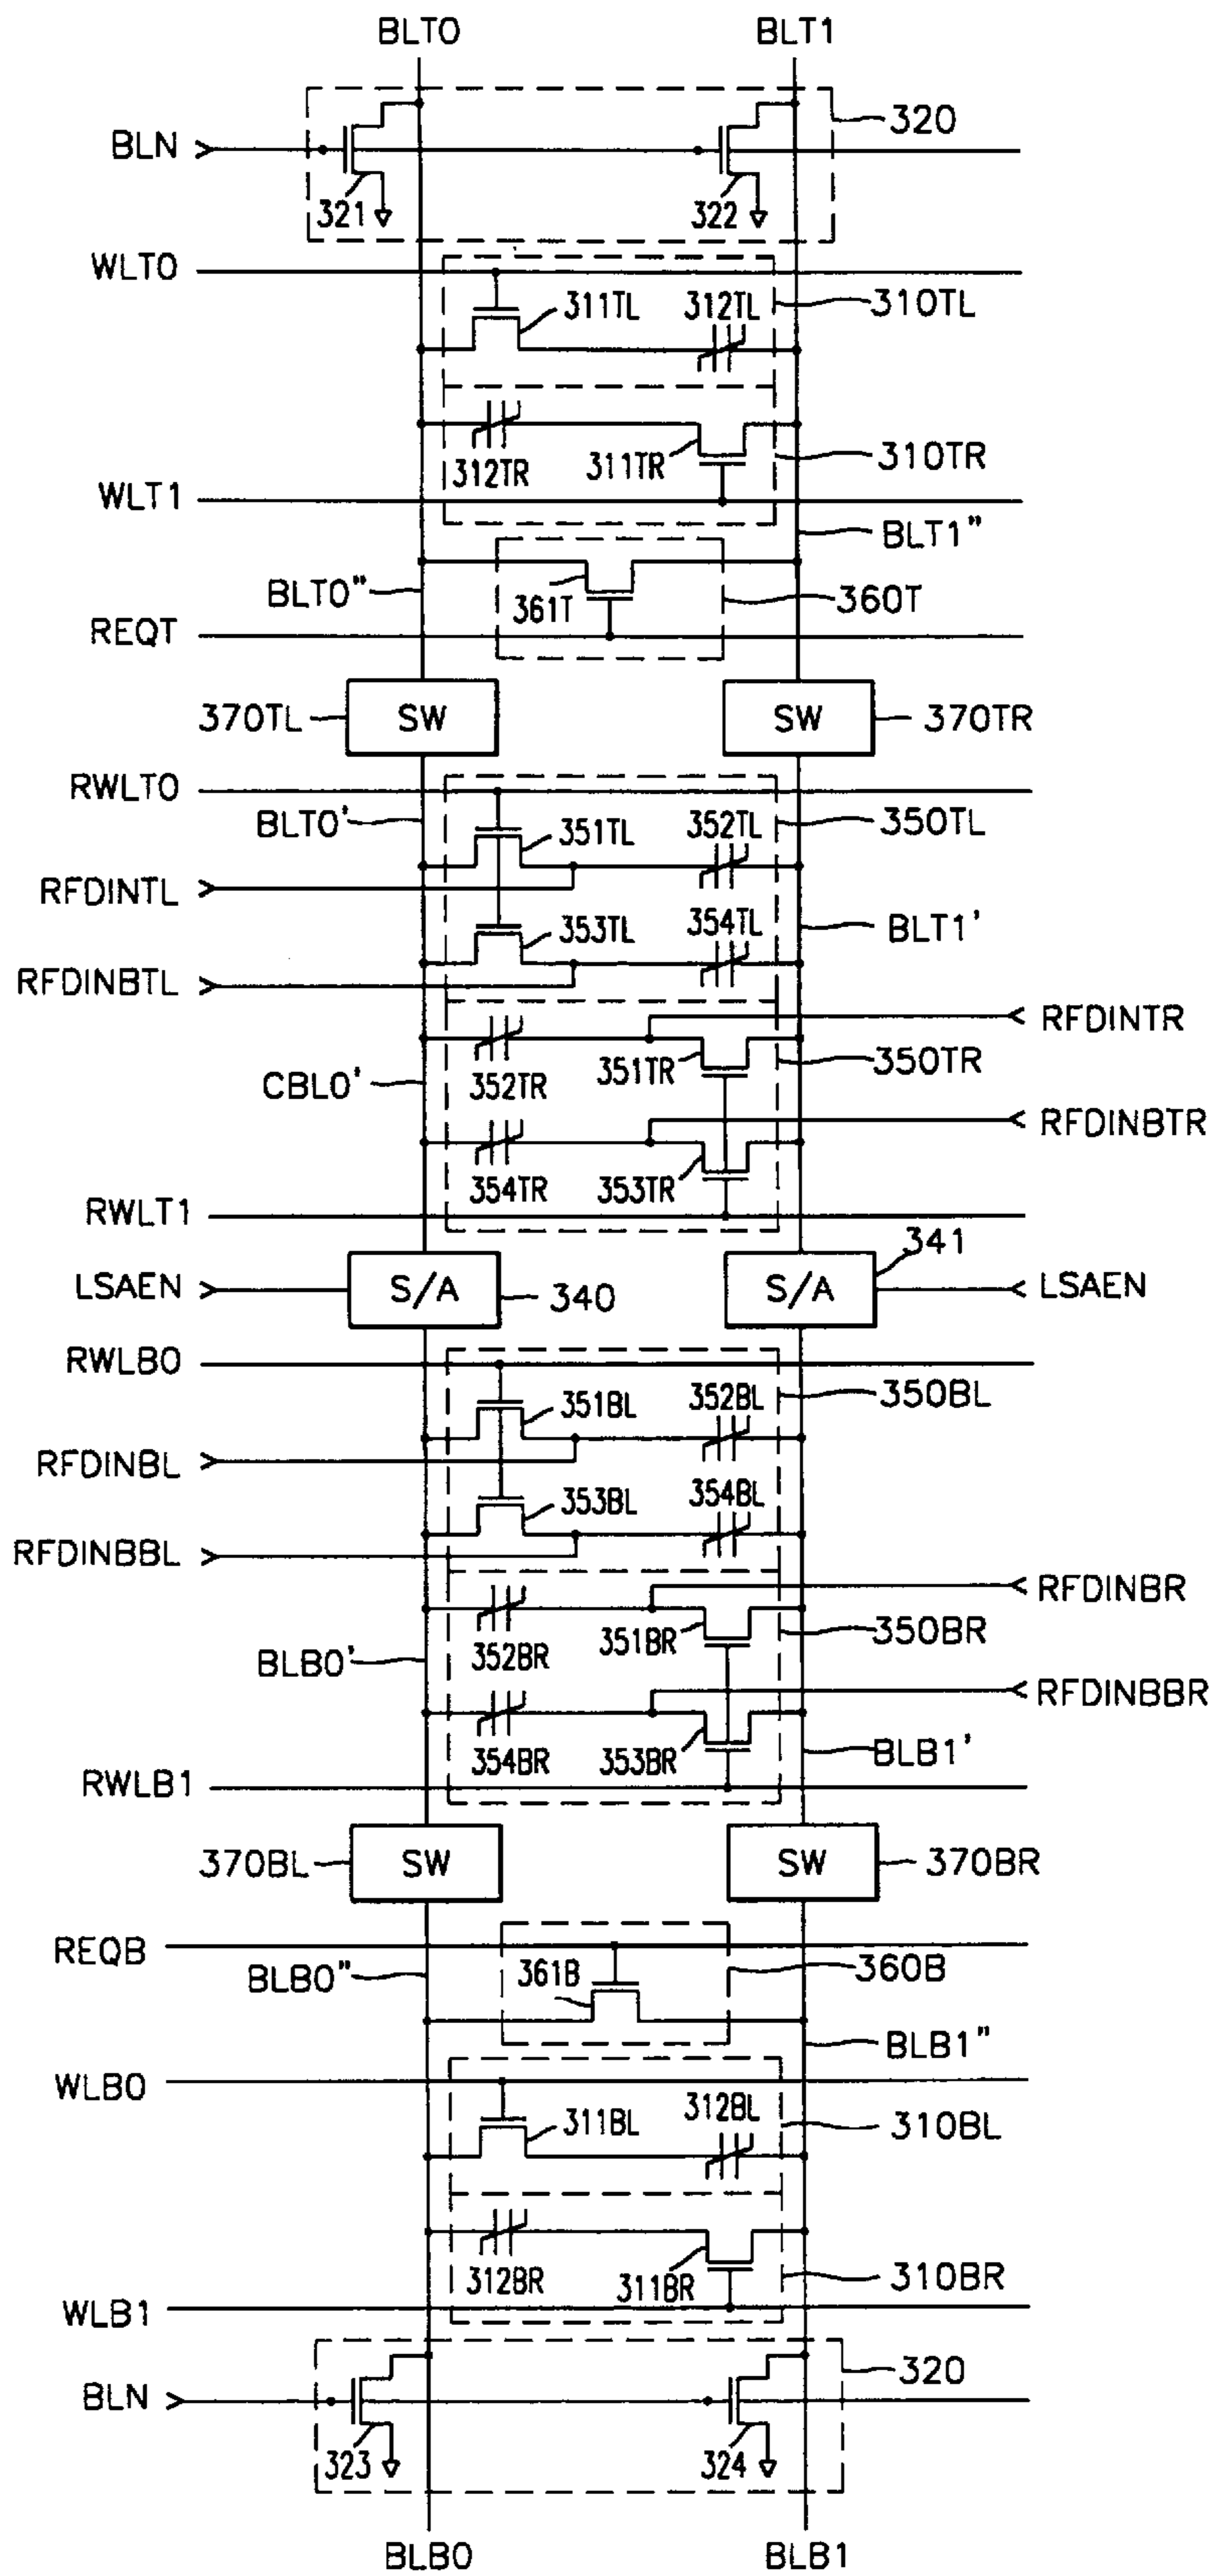 BLT0 BLT1
320
BLN
321 322
WLT0
311TL 312TL 310TL
312TR 311TR 310TR
WLT1
BLT1"
BLT0" 361T 360T
REQT
370TL SW SW 370TR
RWLT0
BLT0' 351TL 352TL 350TL
RFDINTL
353TL 354TL BLT1'
RFDINBTL
RFDINTR
352TR 351TR 350TR
CBL0'
RFDINBTR
354TR 353TR
RWLT1
341
LSAEN S/A 340 S/A LSAEN
RWLB0
351BL 352BL 350BL
RFDINBL
353BL 354BL
RFDINBBL
RFDINBR
352BR 351BR 350BR
BLB0'
RFDINBBR
354BR 353BR BLB1'
RWLB1
370BL SW SW 370BR
REQB
BLB0" 361B 360B
BLB1"
WLB0
311BL 312BL 310BL
312BR 311BR 310BR
WLB1
320
BLN
323 324
BLB0 BLB1